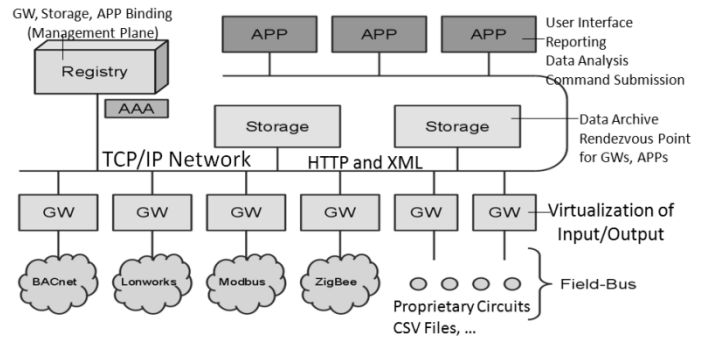 GW, Storage, APP Binding
(Management Plane)
Registry
AAA
APP
APP
APP
User Interface
Reporting
Data Analysis
Command Submission
Storage
Storage
Data Archive
Rendezvous Point
for GWs, APPs
TCP/IP Network
HTTP and XML
GW
GW
GW
GW
GW
GW
Virtualization of
Input/Output
BACnet
Lonworks
Modbus
ZigBee
Proprietary Circuits
CSV Files, ...
Field-Bus